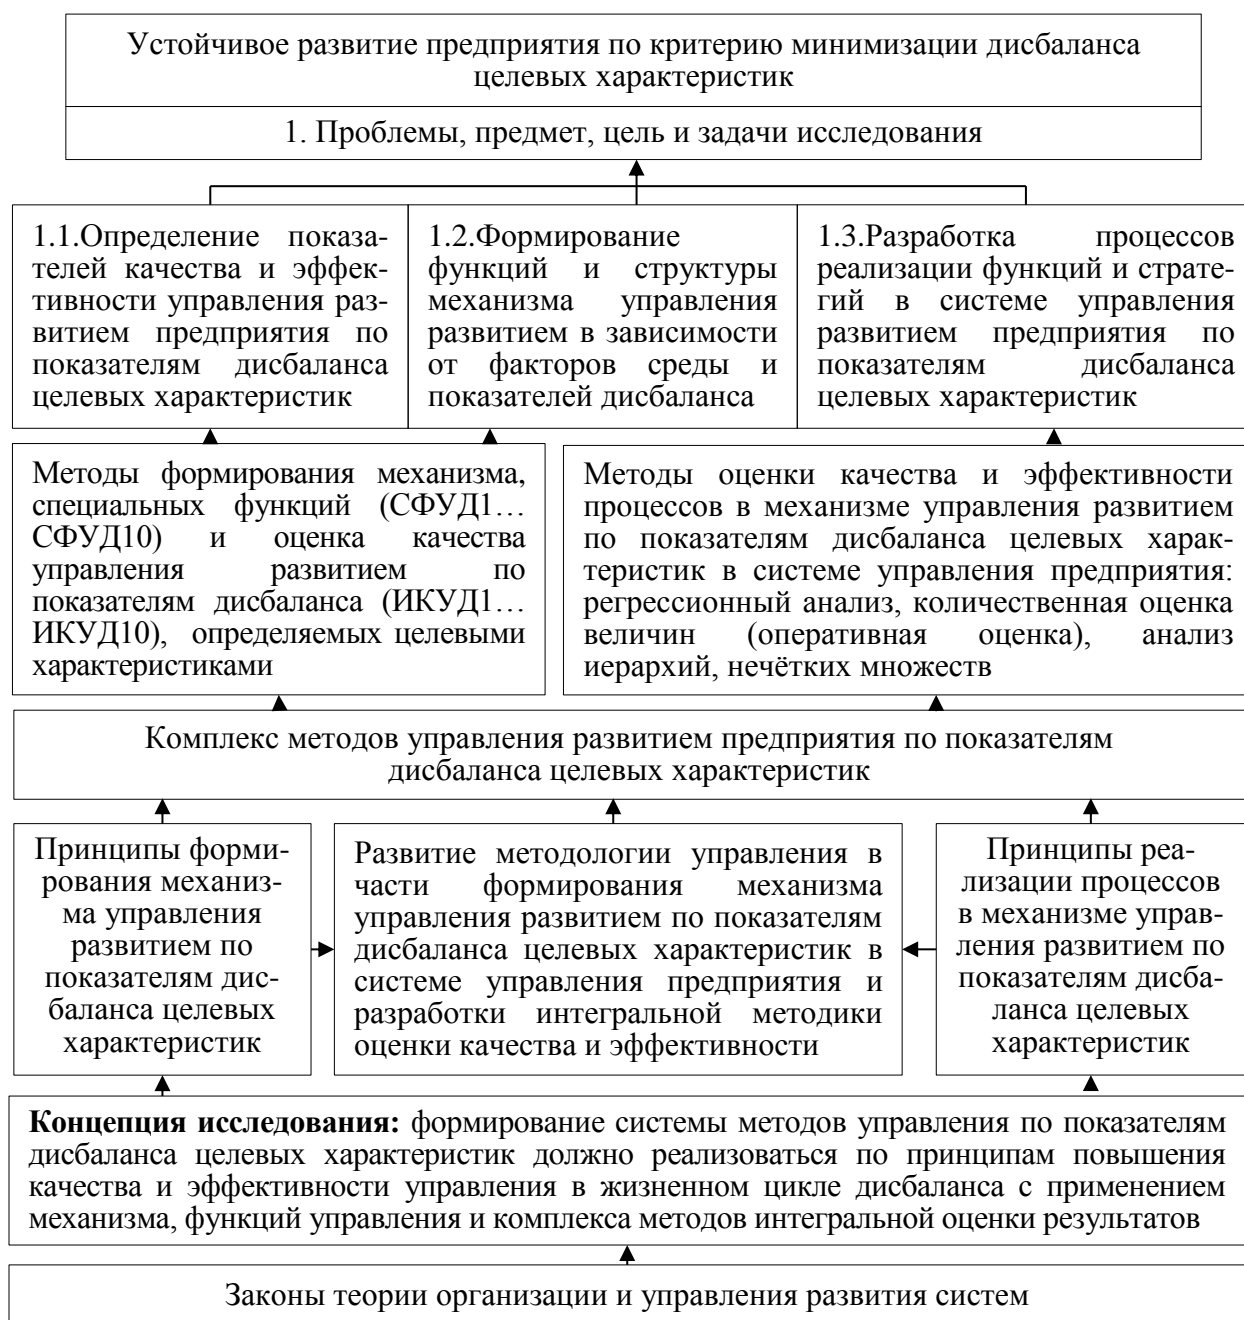 Устойчивое развитие предприятия по критерию минимизации дисбаланса
целевых характеристик
1. Проблемы, предмет, цель и задачи исследования
1.1.Определение показа-
телей качества и эффек-
тивности управления раз-
витием предприятия по
показателям дисбаланса
целевых характеристик
1.2.Формирование
функций и структуры
механизма управления
развитием в зависимости
от факторов среды и
показателей дисбаланса
1.3.Разработка процессов
реализации функций и страте-
гий в системе управления
развитием предприятия по
показателям дисбаланса
целевых характеристик
Методы формирования механизма,
специальных функций (СФУД1…
СФУД10) и оценка качества
управления развитием по
показателям дисбаланса (ИКУД1…
ИКУД10), определяемых целевыми
характеристиками
Методы оценки качества и эффективности
процессов в механизме управления развитием
по показателям дисбаланса целевых харак-
теристик в системе управления предприятия:
регрессионный анализ, количественная оценка
величин (оперативная оценка), анализ
иерархий, нечётких множеств
Комплекс методов управления развитием предприятия по показателям
дисбаланса целевых характеристик
Принципы форми-
рования механиз-
ма управления
развитием по
показателям дис-
баланса целевых
характеристик
Развитие методологии управления в
части формирования механизма
управления развитием по показателям
дисбаланса целевых характеристик в
системе управления предприятия и
разработки интегральной методики
оценки качества и эффективности
Принципы реа-
лизации процессов
в механизме управ-
ления развитием по
показателям дисба-
ланса целевых
характеристик
Концепция исследования: формирование системы методов управления по показателям
дисбаланса целевых характеристик должно реализоваться по принципам повышения
качества и эффективности управления в жизненном цикле дисбаланса с применением
механизма, функций управления и комплекса методов интегральной оценки результатов
Законы теории организации и управления развития систем